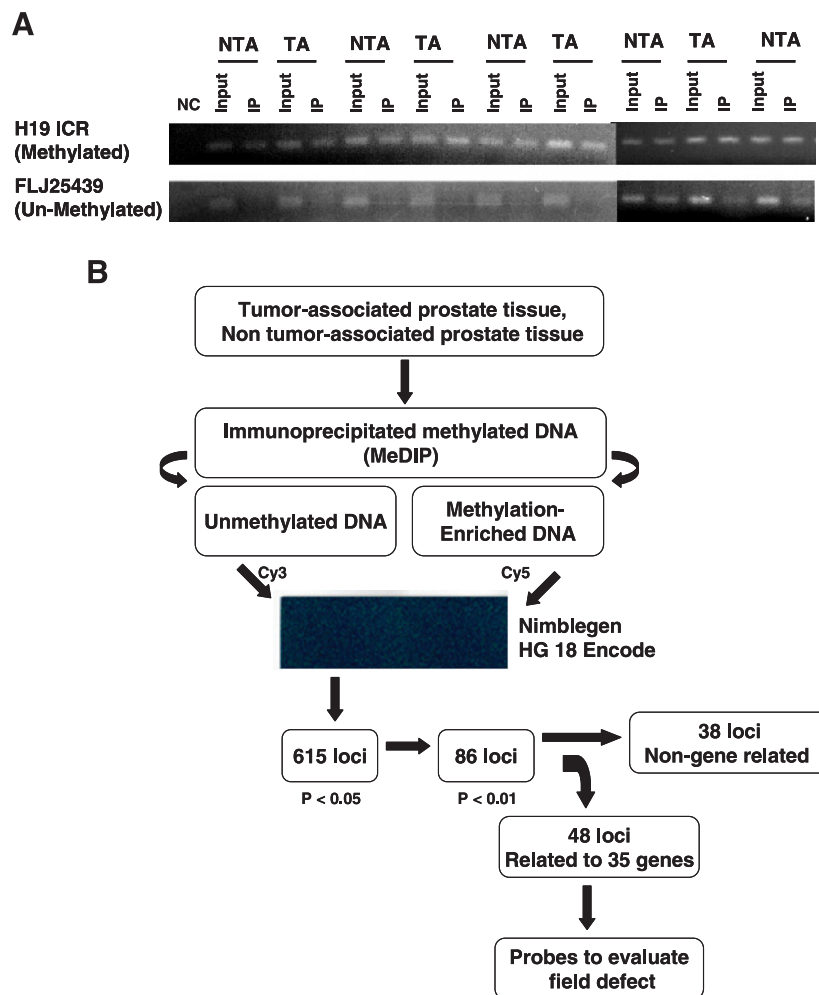 A
NTA TA NTA TA NTA TA NTA TA NTA
NC Input IP Input IP Input IP Input IP Input IP Input IP Input IP Input IP Input IP
H19 ICR
(Methylated)
FLJ25439
(Un-Methylated)
B
Tumor-associated prostate tissue,
Non tumor-associated prostate tissue
Immunoprecipitated methylated DNA
(MeDIP)
Unmethylated DNA
Methylation-
Enriched DNA
Cy3
Cy5
Nimblegen
HG 18 Encode
615 loci
P < 0.05
86 loci
P < 0.01
38 loci
Non-gene related
48 loci
Related to 35 genes
Probes to evaluate
field defect